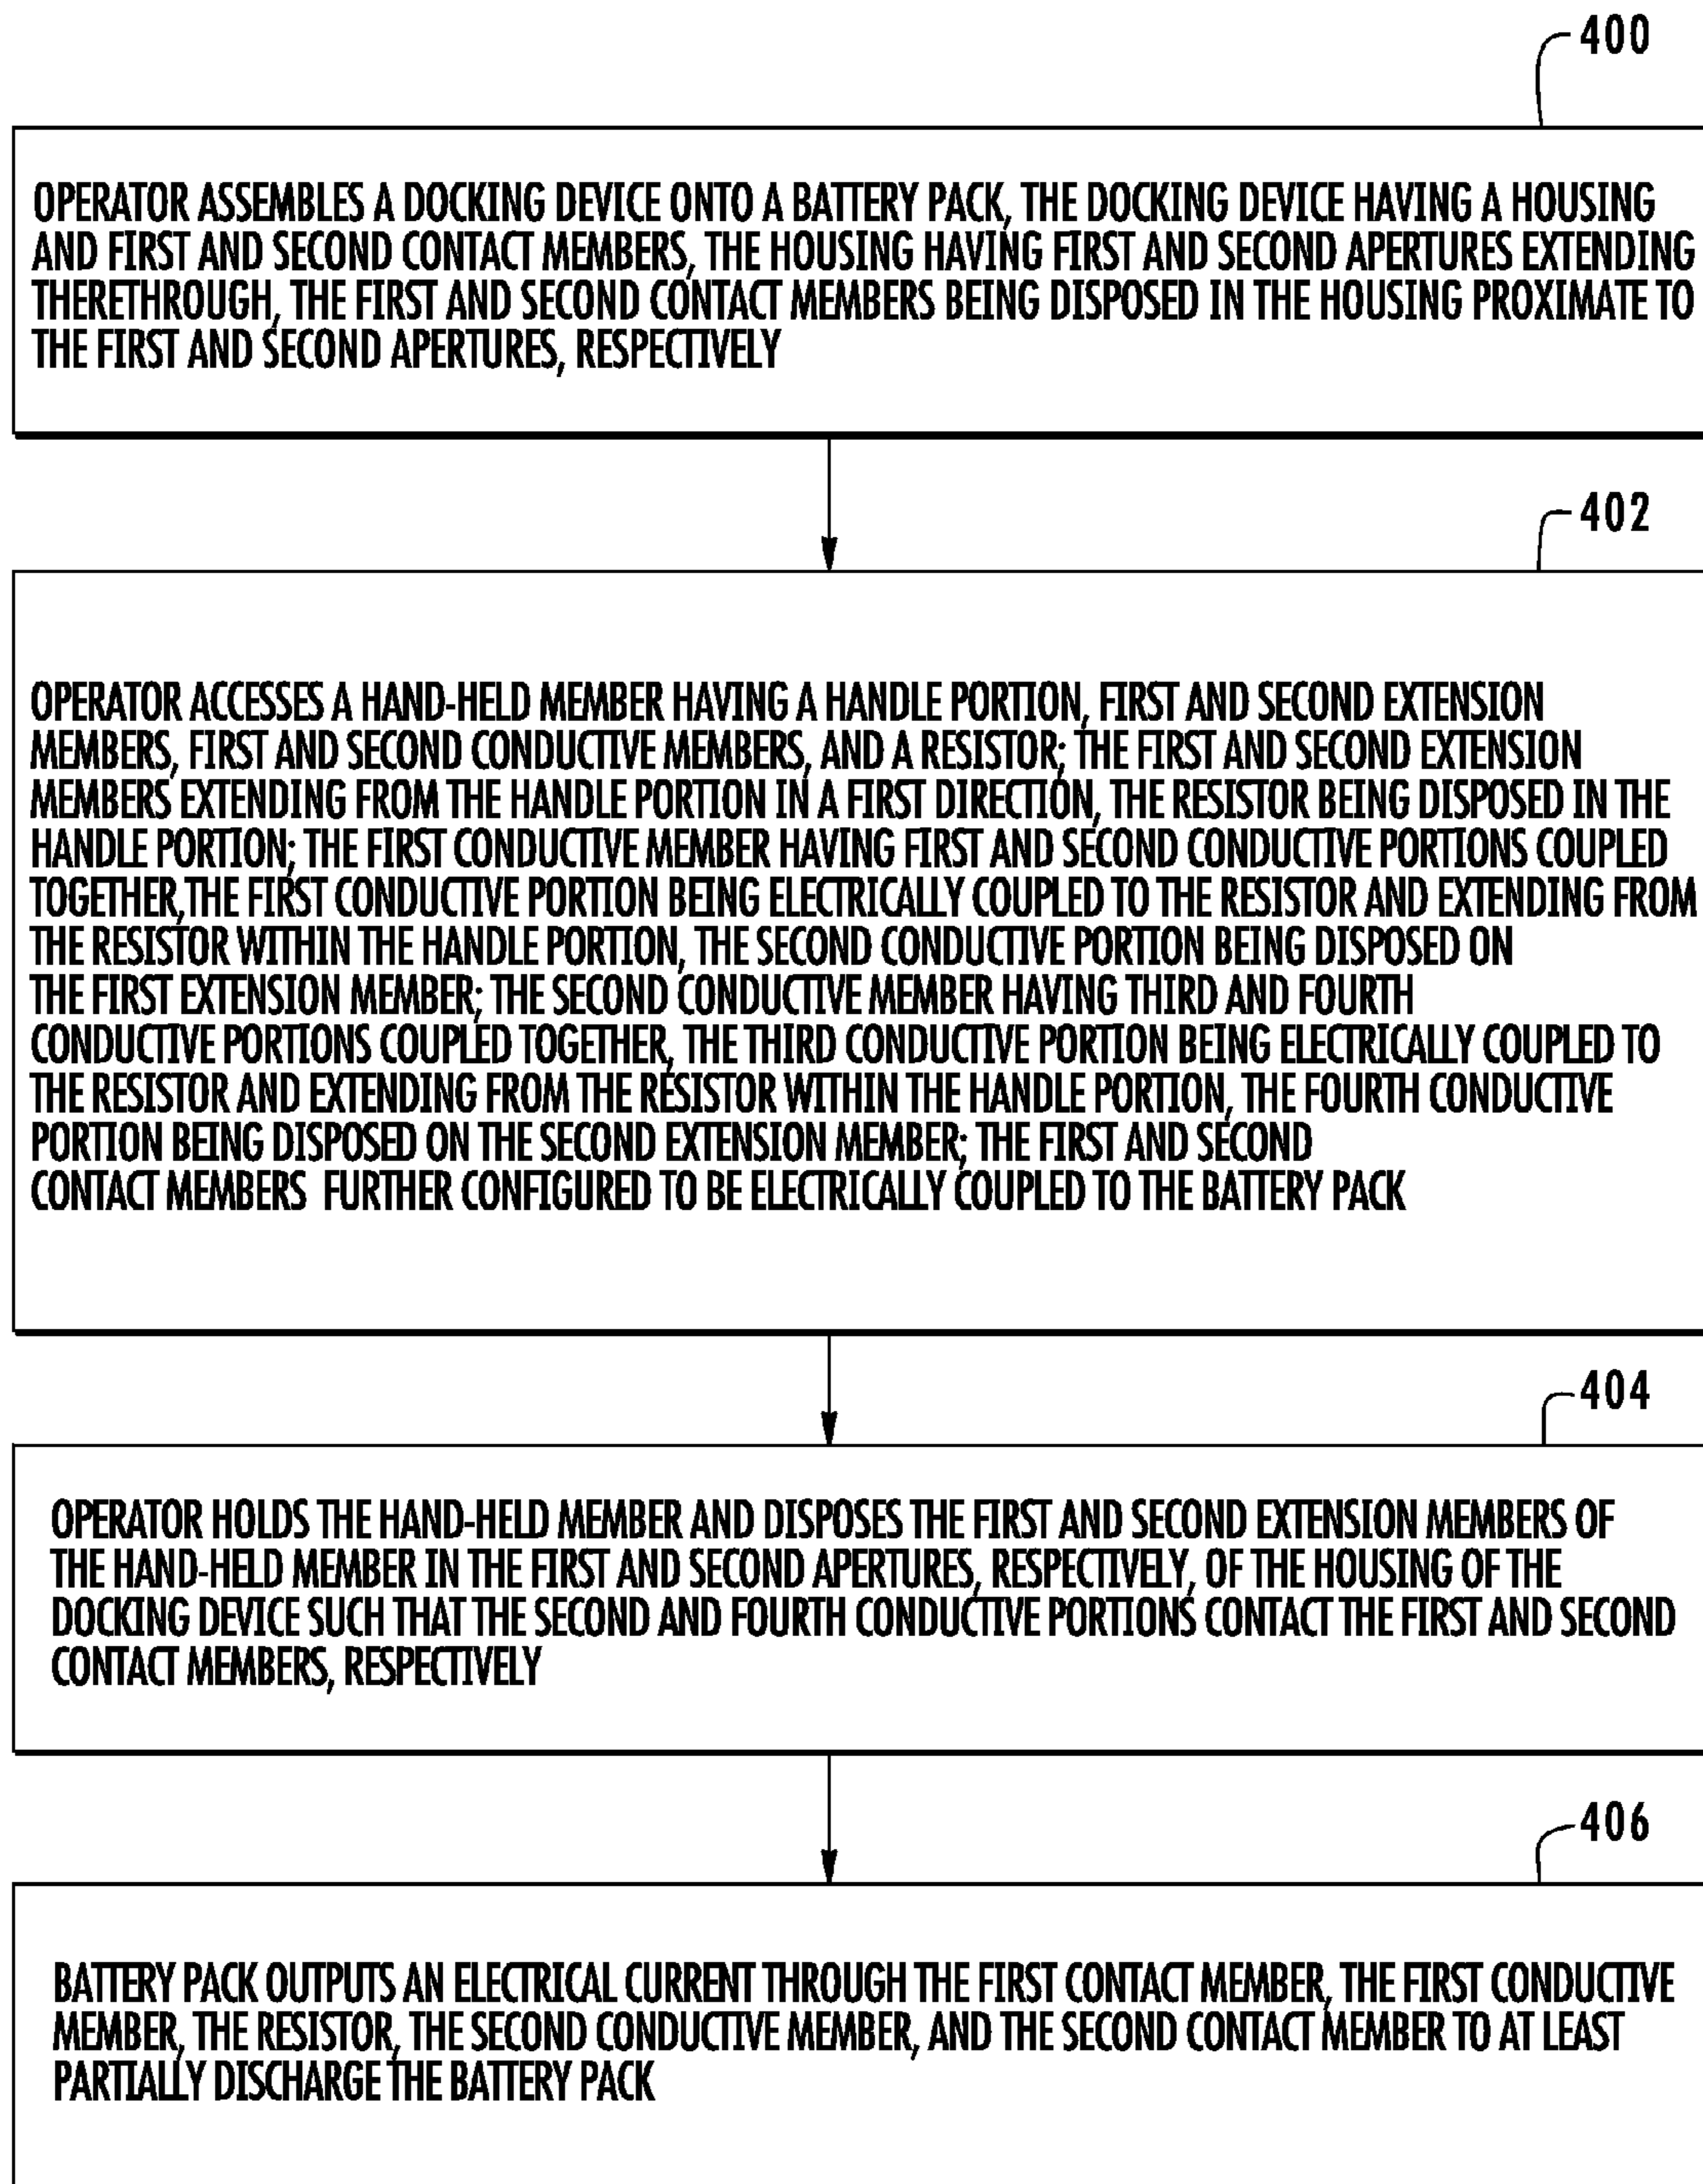 400
OPERATOR ASSEMBLES A DOCKING DEVICE ONTO A BATTERY PACK, THE DOCKING DEVICE HAVING A HOUSING
AND FIRST AND SECOND CONTACT MEMBERS, THE HOUSING HAVING FIRST AND SECOND APERTURES EXTENDING
THERETHROUGH, THE FIRST AND SECOND CONTACT MEMBERS BEING DISPOSED IN THE HOUSING PROXIMATE TO
THE FIRST AND SECOND APERTURES, RESPECTIVELY
402
OPERATOR ACCESSES A HAND-HELD MEMBER HAVING A HANDLE PORTION, FIRST AND SECOND EXTENSION
MEMBERS, FIRST AND SECOND CONDUCTIVE MEMBERS, AND A RESISTOR; THE FIRST AND SECOND EXTENSION
MEMBERS EXTENDING FROM THE HANDLE PORTION IN A FIRST DIRECTION, THE RESISTOR BEING DISPOSED IN THE
HANDLE PORTION; THE FIRST CONDUCTIVE MEMBER HAVING FIRST AND SECOND CONDUCTIVE PORTIONS COUPLED
TOGETHER,THE FIRST CONDUCTIVE PORTION BEING ELECTRICALLY COUPLED TO THE RESISTOR AND EXTENDING FROM
THE RESISTOR WITHIN THE HANDLE PORTION, THE SECOND CONDUCTIVE PORTION BEING DISPOSED ON
THE FIRST EXTENSION MEMBER; THE SECOND CONDUCTIVE MEMBER HAVING THIRD AND FOURTH
CONDUCTIVE PORTIONS COUPLED TOGETHER, THE THIRD CONDUCTIVE PORTION BEING ELECTRICALLY COUPLED TO
THE RESISTOR AND EXTENDING FROM THE RESISTOR WITHIN THE HANDLE PORTION, THE FOURTH CONDUCTIVE
PORTION BEING DISPOSED ON THE SECOND EXTENSION MEMBER; THE FIRST AND SECOND
CONTACT MEMBERS FURTHER CONFIGURED TO BE ELECTRICALLY COUPLED TO THE BATTERY PACK
404
OPERATOR HOLDS THE HAND-HELD MEMBER AND DISPOSES THE FIRST AND SECOND EXTENSION MEMBERS OF
THE HAND-HELD MEMBER IN THE FIRST AND SECOND APERTURES, RESPECTIVELY, OF THE HOUSING OF THE
DOCKING DEVICE SUCH THAT THE SECOND AND FOURTH CONDUCTIVE PORTIONS CONTACT THE FIRST AND SECOND
CONTACT MEMBERS, RESPECTIVELY
406
BATTERY PACK OUTPUTS AN ELECTRICAL CURRENT THROUGH THE FIRST CONTACT MEMBER, THE FIRST CONDUCTIVE
MEMBER, THE RESISTOR, THE SECOND CONDUCTIVE MEMBER, AND THE SECOND CONTACT MEMBER TO AT LEAST
PARTIALLY DISCHARGE THE BATTERY PACK